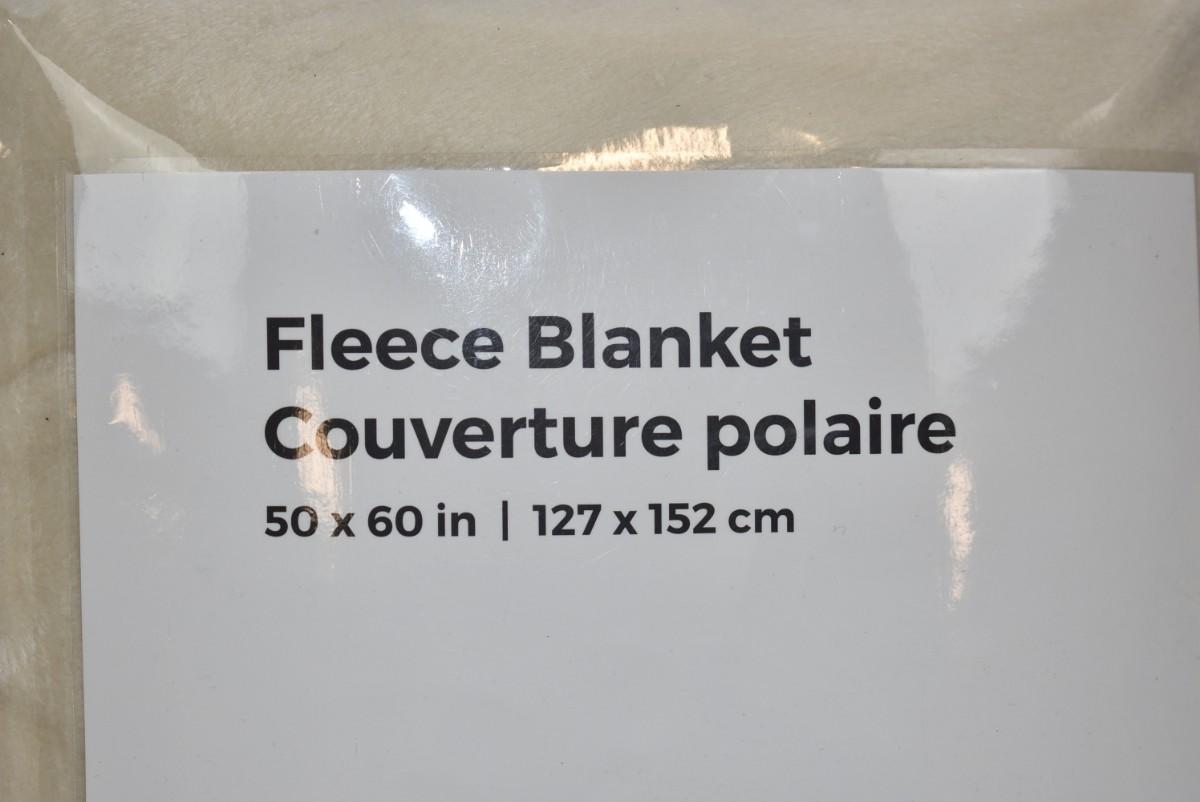 Fleece Blanket
Couverture polaire
50 x 60 in | 127 x 152 cm